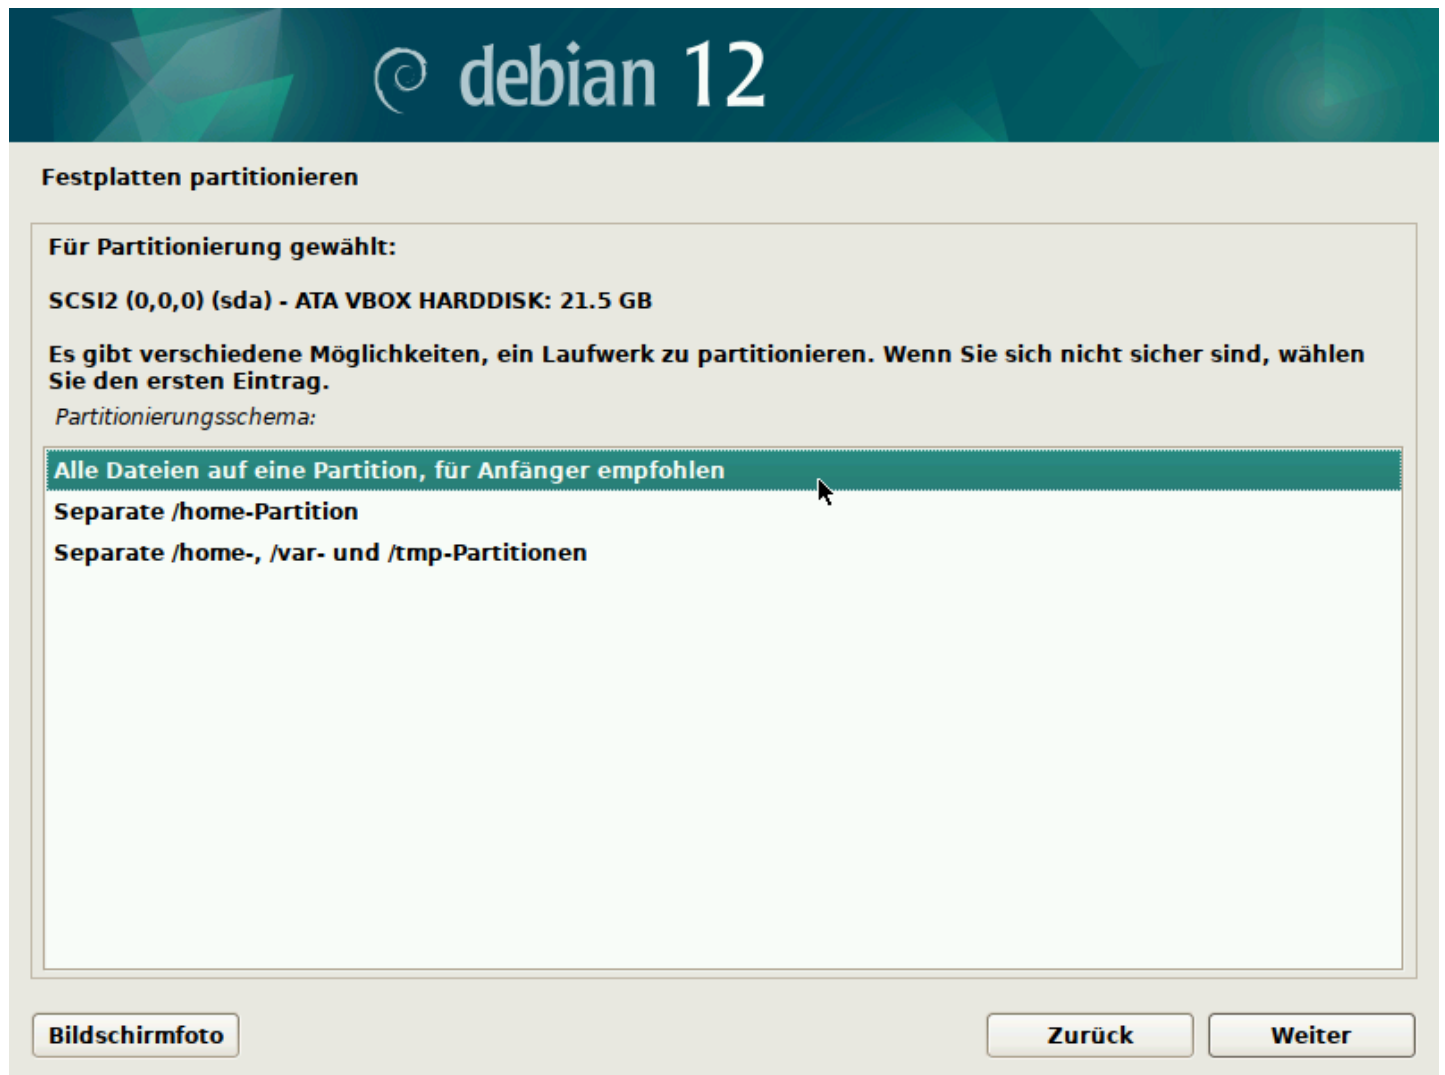 debian 12
Festplatten partitionieren
Für Partitionierung gewählt:
SCSI2 (0,0,0) (sda) - ATA VBOX HARDDISK: 21.5 GB
Es gibt verschiedene Möglichkeiten, ein Laufwerk zu partitionieren. Wenn Sie sich nicht sicher sind, wählen
Sie den ersten Eintrag.
Partitionierungsschema:
Alle Dateien auf eine Partition, für Anfänger empfohlen
Separate /home-Partition
Separate /home-, /var- und /tmp-Partitionen
Bildschirmfoto
Zurück
Weiter